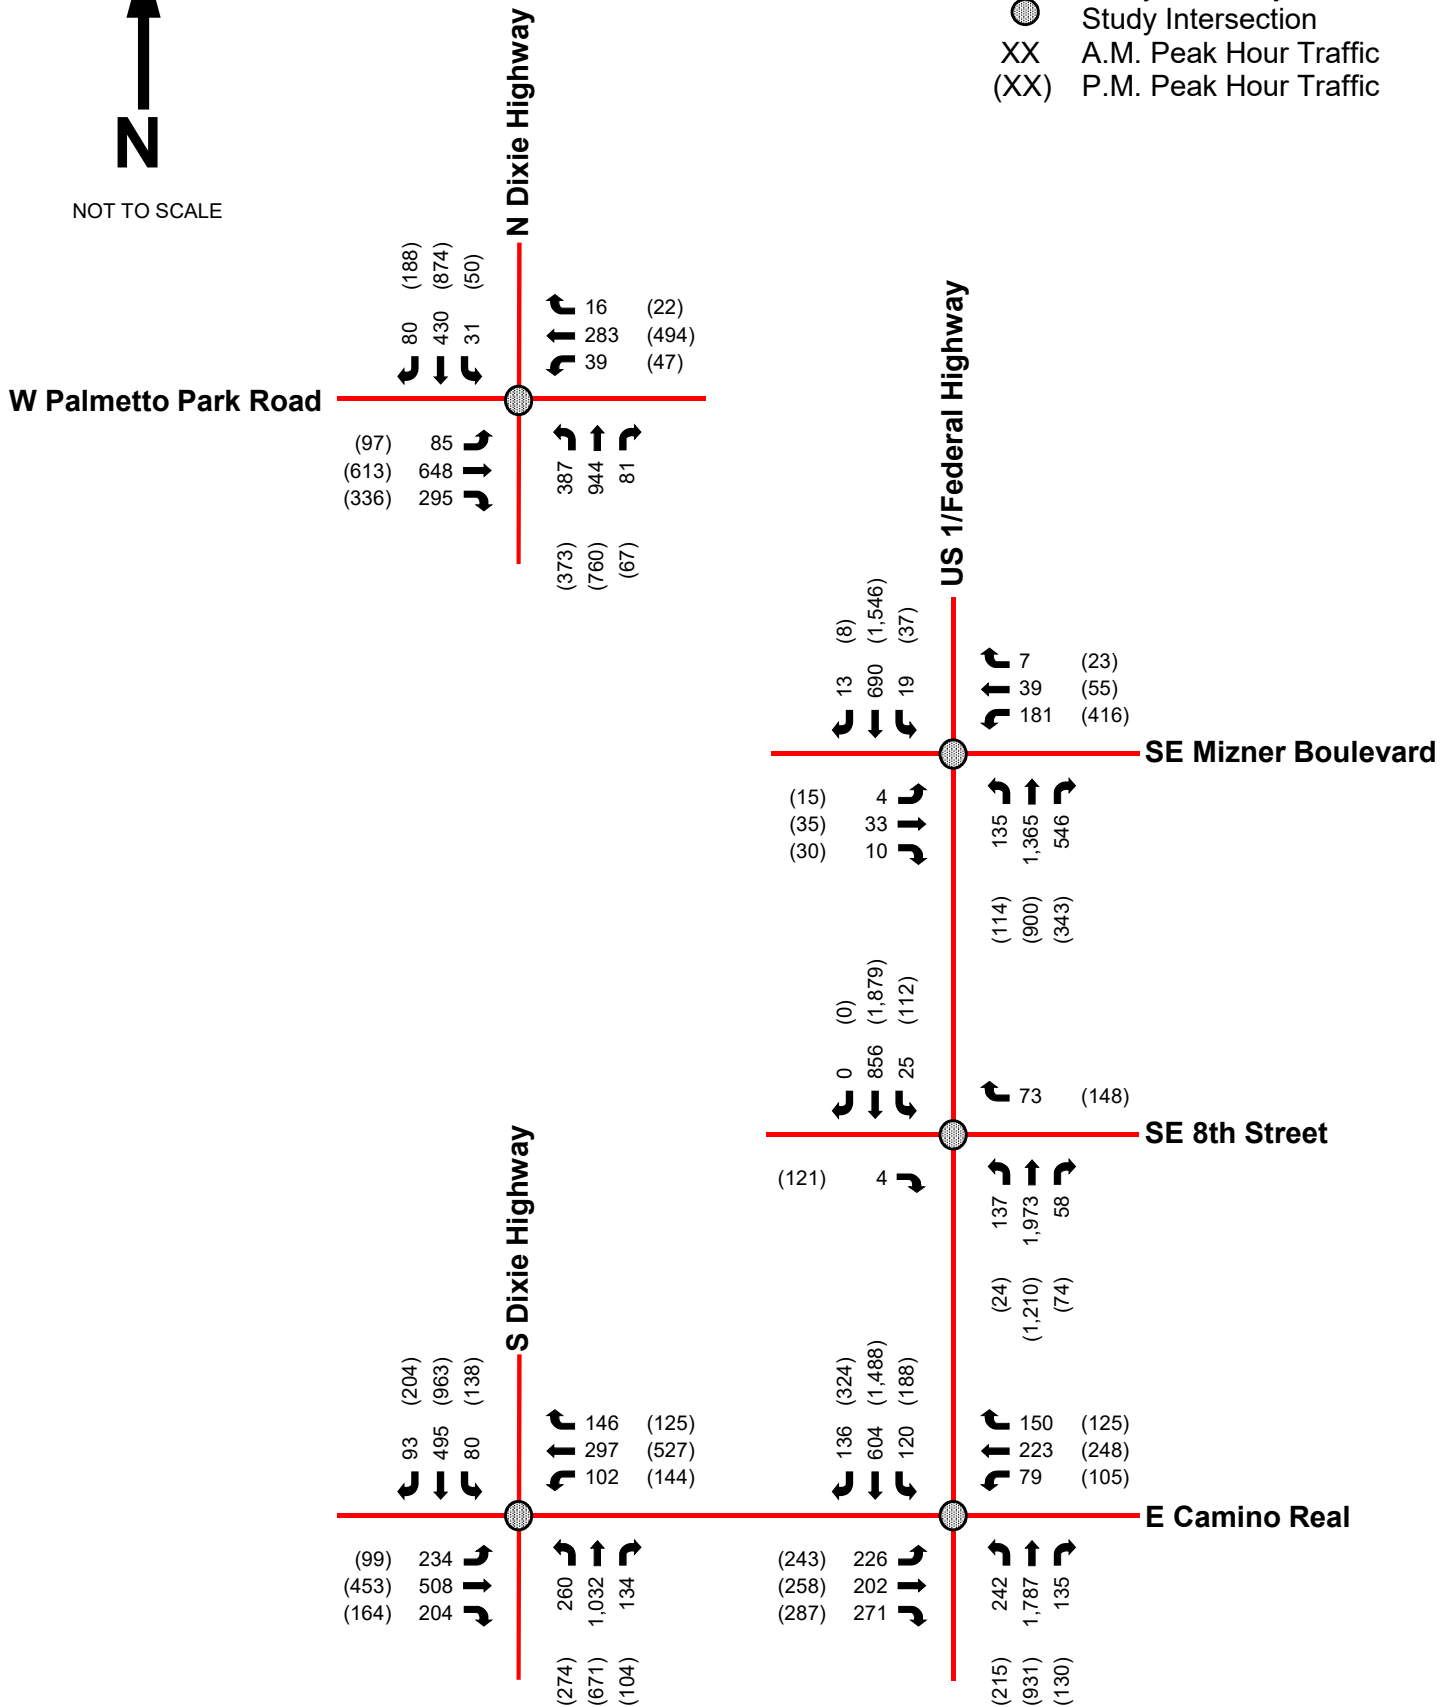 Study Intersection
XX A.M. Peak Hour Traffic
(XX) P.M. Peak Hour Traffic
N
NOT TO SCALE
N Dixie Highway
(188) (874) (50)
80 430 31
16 (22)
283 (494)
39 (47)
W Palmetto Park Road
(97) 85
(613) 648
(336) 295
387 944 81
(373) (760) (67)
US 1/Federal Highway
(8) (1,546) (37)
13 690 19
7 (23)
39 (55)
181 (416)
SE Mizner Boulevard
(15) 4
(35) 33
(30) 10
135 1,365 546
(114) (900) (343)
(0) (1,879) (112)
0 856 25
73 (148)
SE 8th Street
(121) 4
137 1,973 58
(24) (1,210) (74)
S Dixie Highway
(204) (963) (138)
93 495 80
146 (125)
297 (527)
102 (144)
(324) (1,488) (188)
136 604 120
150 (125)
223 (248)
79 (105)
E Camino Real
(99) 234
(453) 508
(164) 204
260 1,032 134
(274) (671) (104)
(243) 226
(258) 202
(287) 271
242 1,787 135
(215) (931) (130)